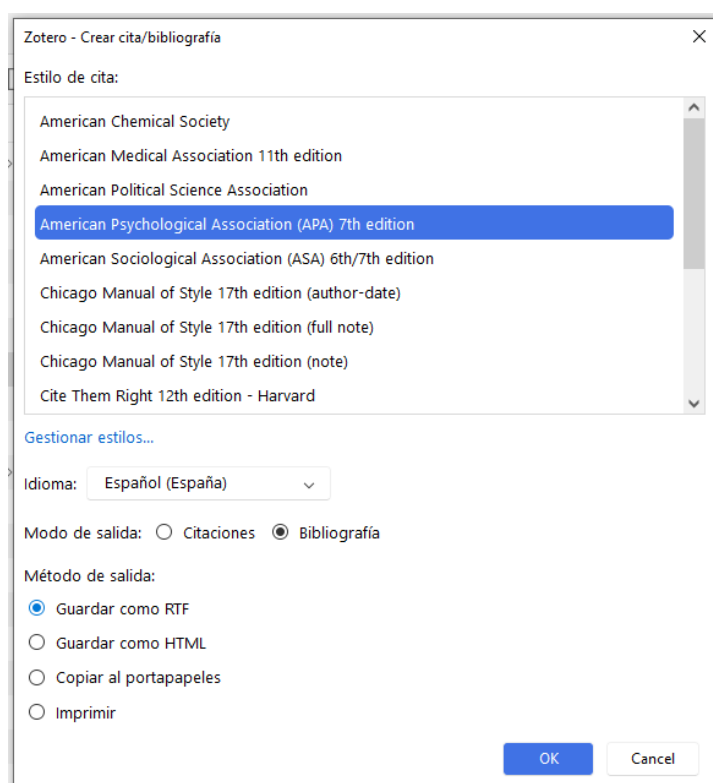 Zotero - Crear cita/bibliografía
Estilo de cita:
American Chemical Society
American Medical Association 11th edition
American Political Science Association
American Psychological Association (APA) 7th edition
American Sociological Association (ASA) 6th/7th edition
Chicago Manual of Style 17th edition (author-date)
Chicago Manual of Style 17th edition (full note)
Chicago Manual of Style 17th edition (note)
Cite Them Right 12th edition - Harvard
Gestionar estilos...
Idioma: Español (España)
Modo de salida: Citaciones Bibliografía
Método de salida:
Guardar como RTF
Guardar como HTML
Copiar al portapapeles
Imprimir
OK Cancel